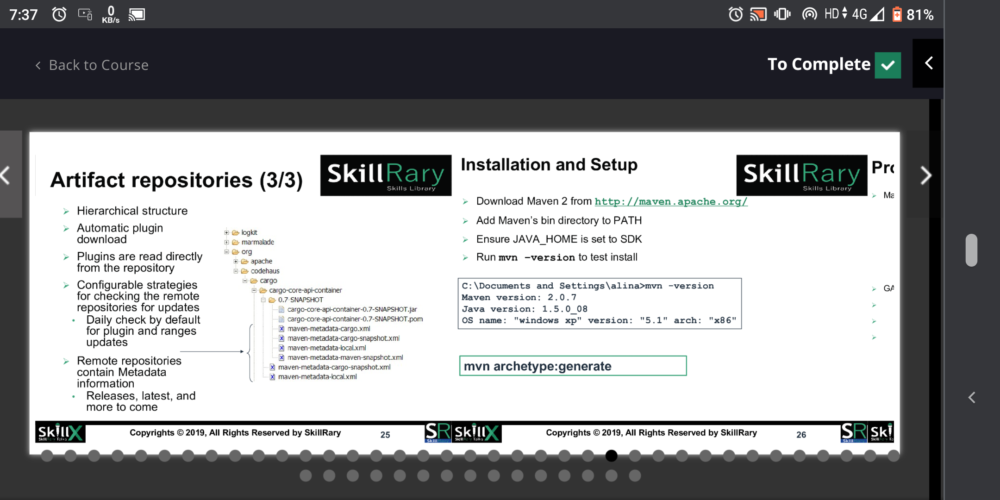 7:37
0
KB/s
HD
4G
81%
Back to Course
To Complete
Artifact repositories (3/3)
SkillRary
Skills Library
Hierarchical structure
Automatic plugin
download
Plugins are read directly
from the repository
Configurable strategies
for checking the remote
repositories for updates
Daily check by default
for plugin and ranges
updates
Remote repositories
contain Metadata
information
Releases, latest, and
more to come
logkit
marmalade
org
apache
codehaus
cargo
cargo-core-api-container
0.7-SNAPSHOT
cargo-core-api-container-0.7-SNAPSHOT.jar
cargo-core-api-container-0.7-SNAPSHOT.pom
maven-metadata-cargo.xml
maven-metadata-cargo-snapshot.xml
maven-metadata-local.xml
maven-metadata-maven-snapshot.xml
maven-metadata-cargo-snapshot.xml
maven-metadata-local.xml
SkillX
SkillRary Talks
Copyrights © 2019, All Rights Reserved by SkillRary
25
SR
SkillRary
Installation and Setup
SkillRary
Skills Library
Download Maven 2 from http://maven.apache.org/
Add Maven’s bin directory to PATH
Ensure JAVA_HOME is set to SDK
Run mvn –version to test install
C:\Documents and Settings\alina>mvn -version
Maven version: 2.0.7
Java version: 1.5.0_08
OS name: "windows xp" version: "5.1" arch: "x86"
mvn archetype:generate
SkillX
SkillRary Talks
Copyrights © 2019, All Rights Reserved by SkillRary
26
SR
SkillRary
Ma
GA